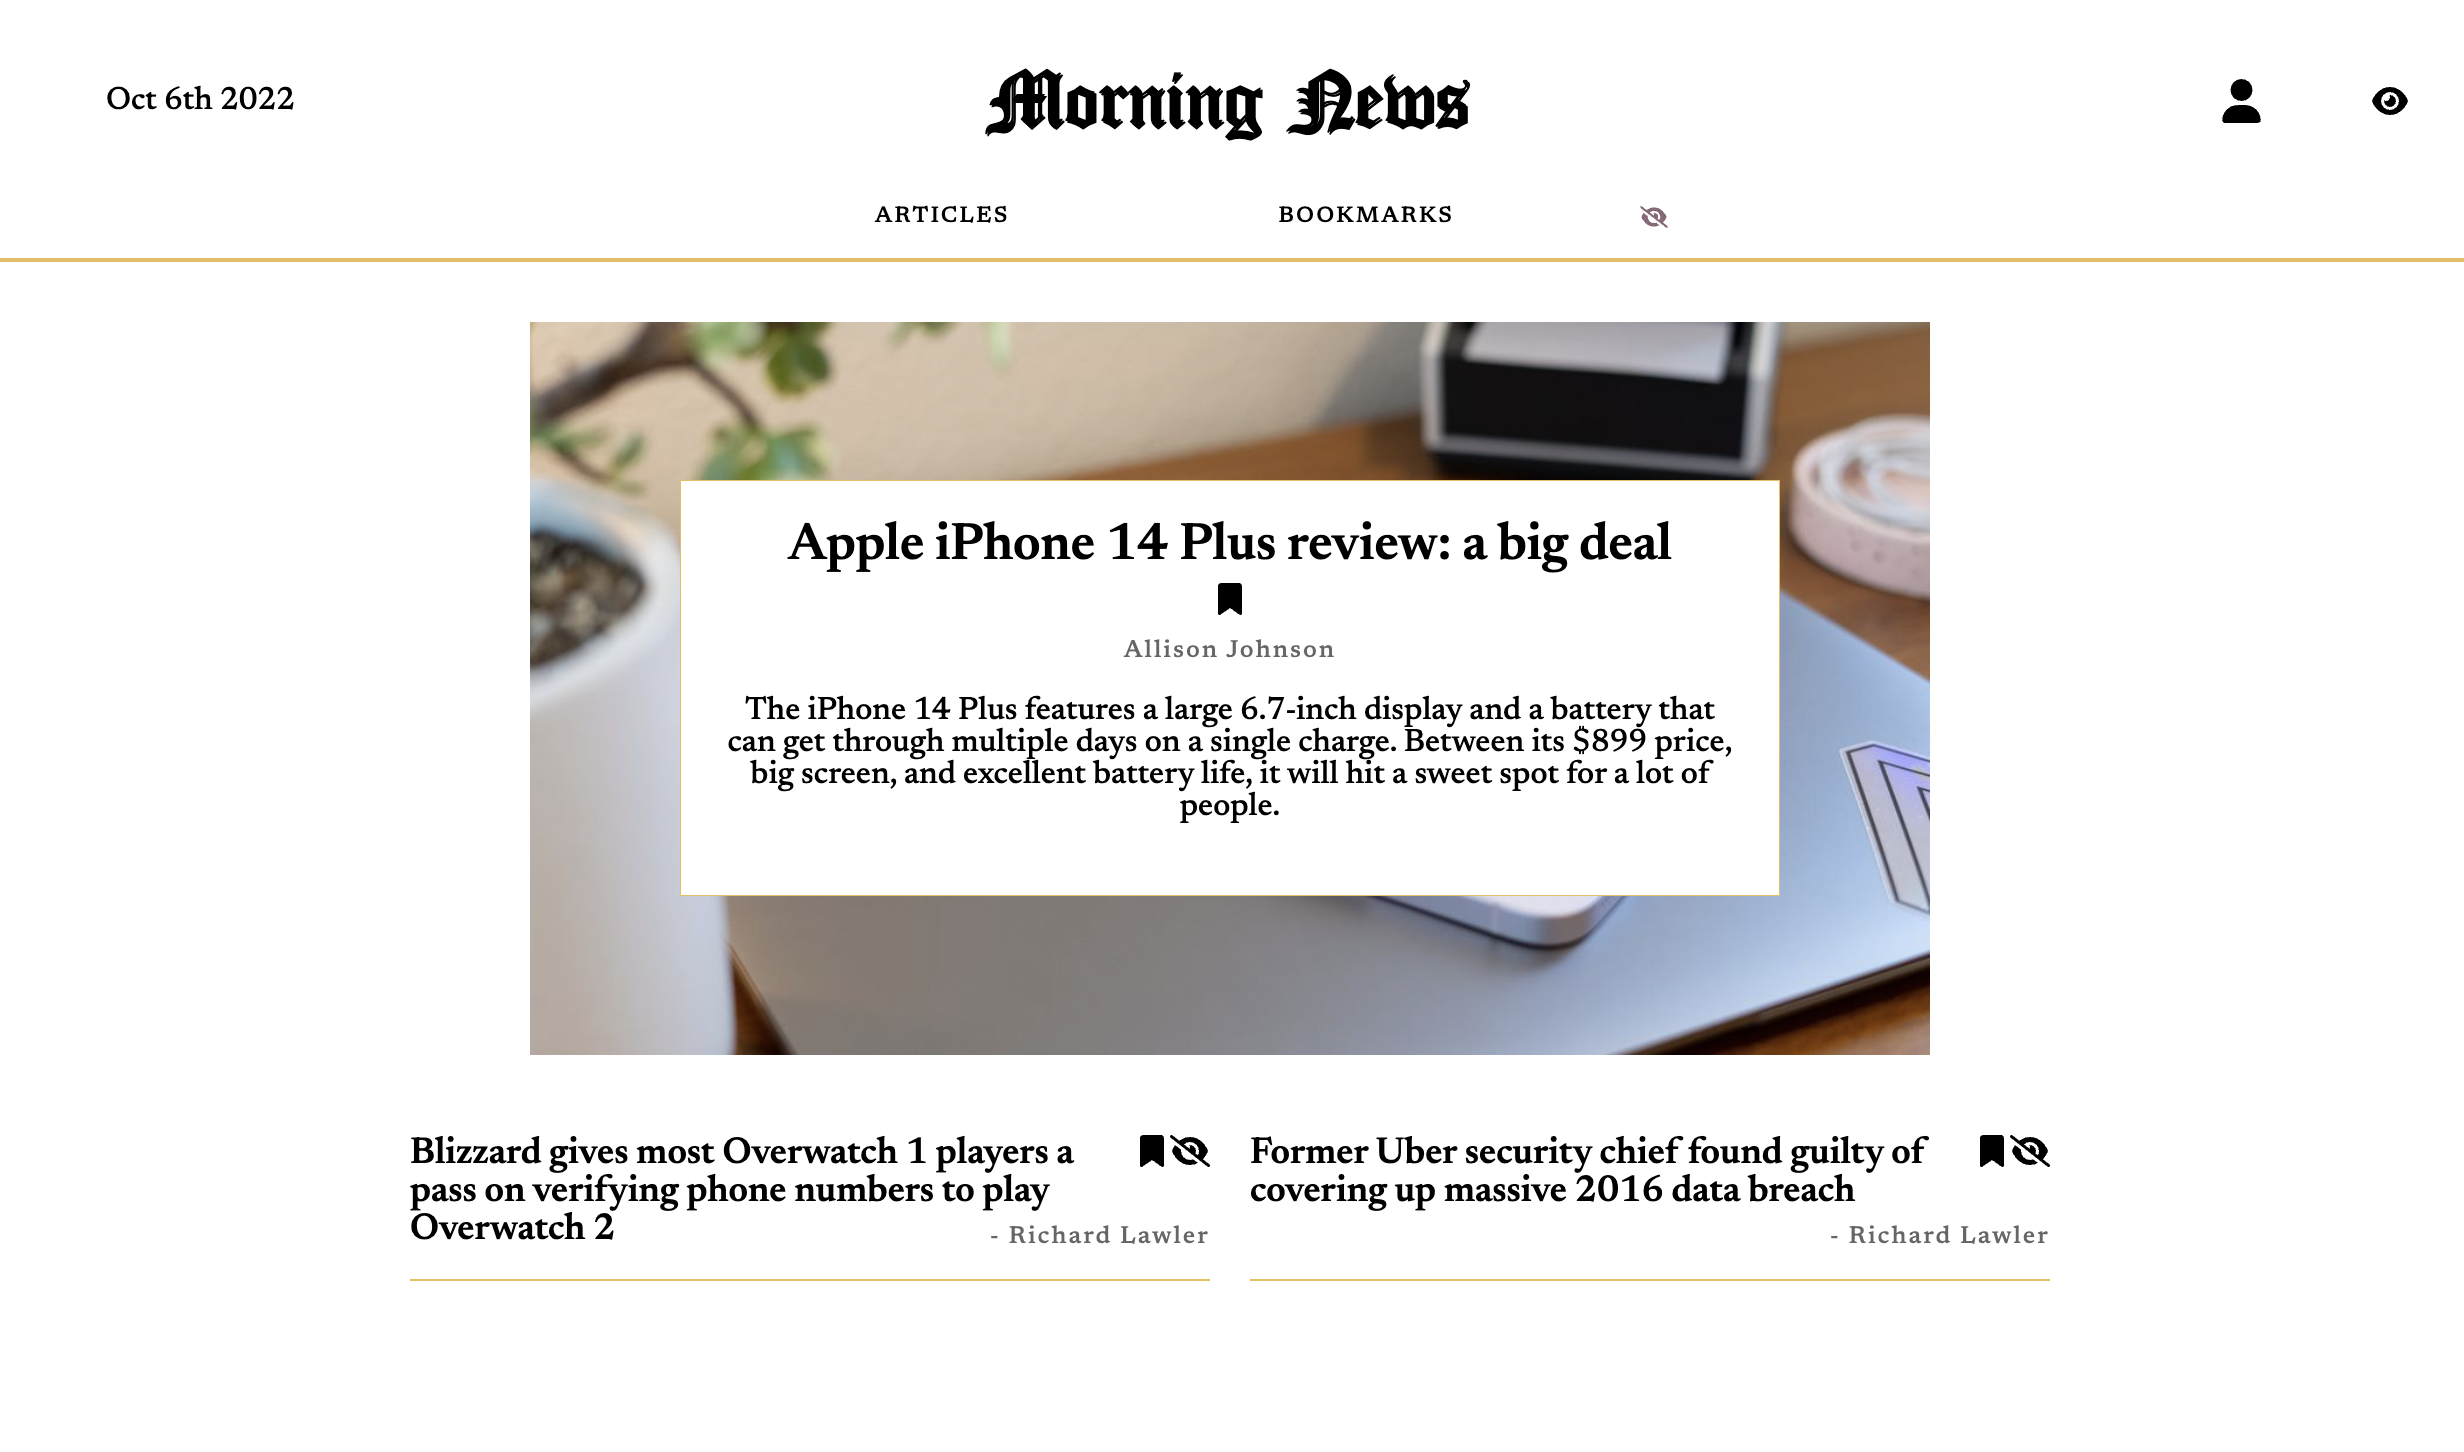 Oct 6th 2022
Morning News
ARTICLES
BOOKMARKS
Apple iPhone 14 Plus review: a big deal
Allison Johnson
The iPhone 14 Plus features a large 6.7-inch display and a battery that
can get through multiple days on a single charge. Between its $899 price,
big screen, and excellent battery life, it will hit a sweet spot for a lot of
people.
Blizzard gives most Overwatch 1 players a
pass on verifying phone numbers to play
Overwatch 2
- Richard Lawler
Former Uber security chief found guilty of
covering up massive 2016 data breach
- Richard Lawler